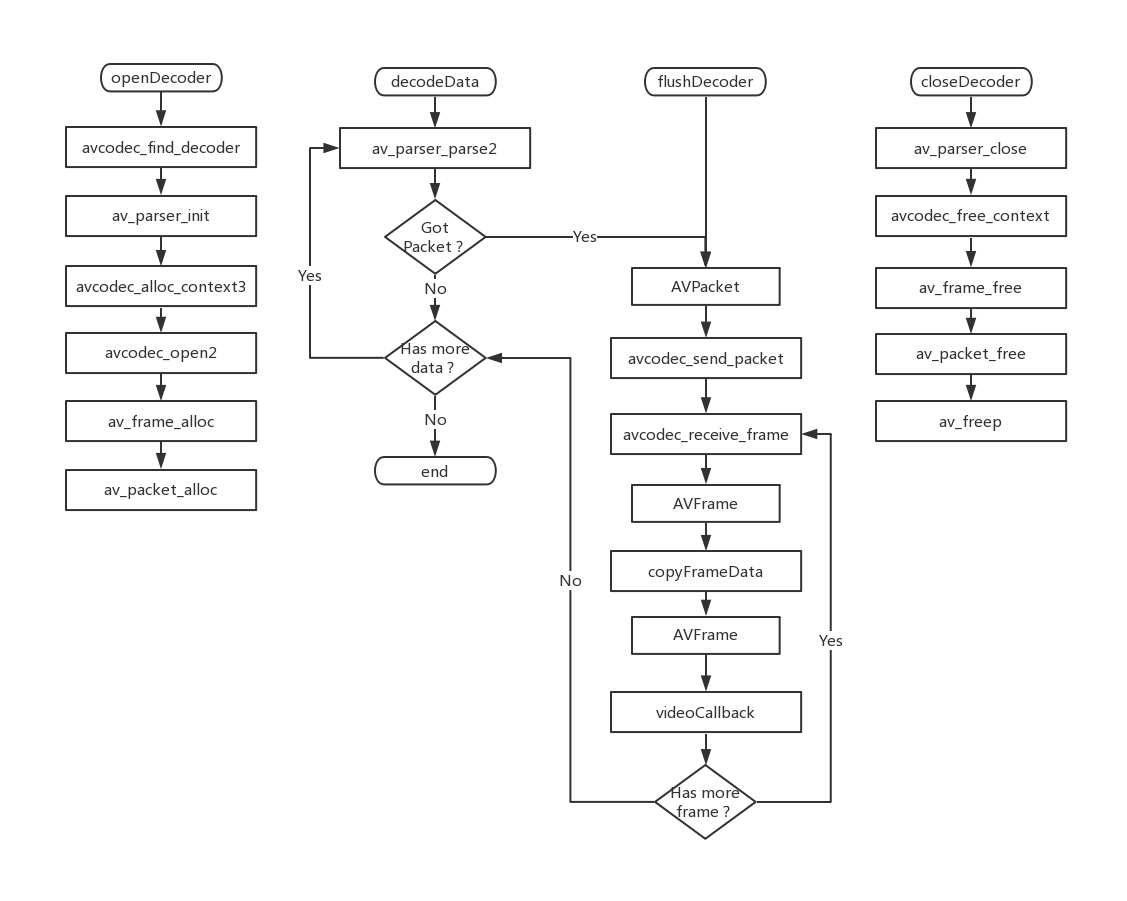 openDecoder
avcodec_find_decoder
av_parser_init
avcodec_alloc_context3
avcodec_open2
av_frame_alloc
av_packet_alloc
decodeData
av_parser_parse2
Got
Packet ?
Yes
Yes
No
Has more
data ?
No
end
flushDecoder
AVPacket
avcodec_send_packet
avcodec_receive_frame
AVFrame
copyFrameData
AVFrame
videoCallback
Has more
frame ?
No
Yes
closeDecoder
av_parser_close
avcodec_free_context
av_frame_free
av_packet_free
av_freep